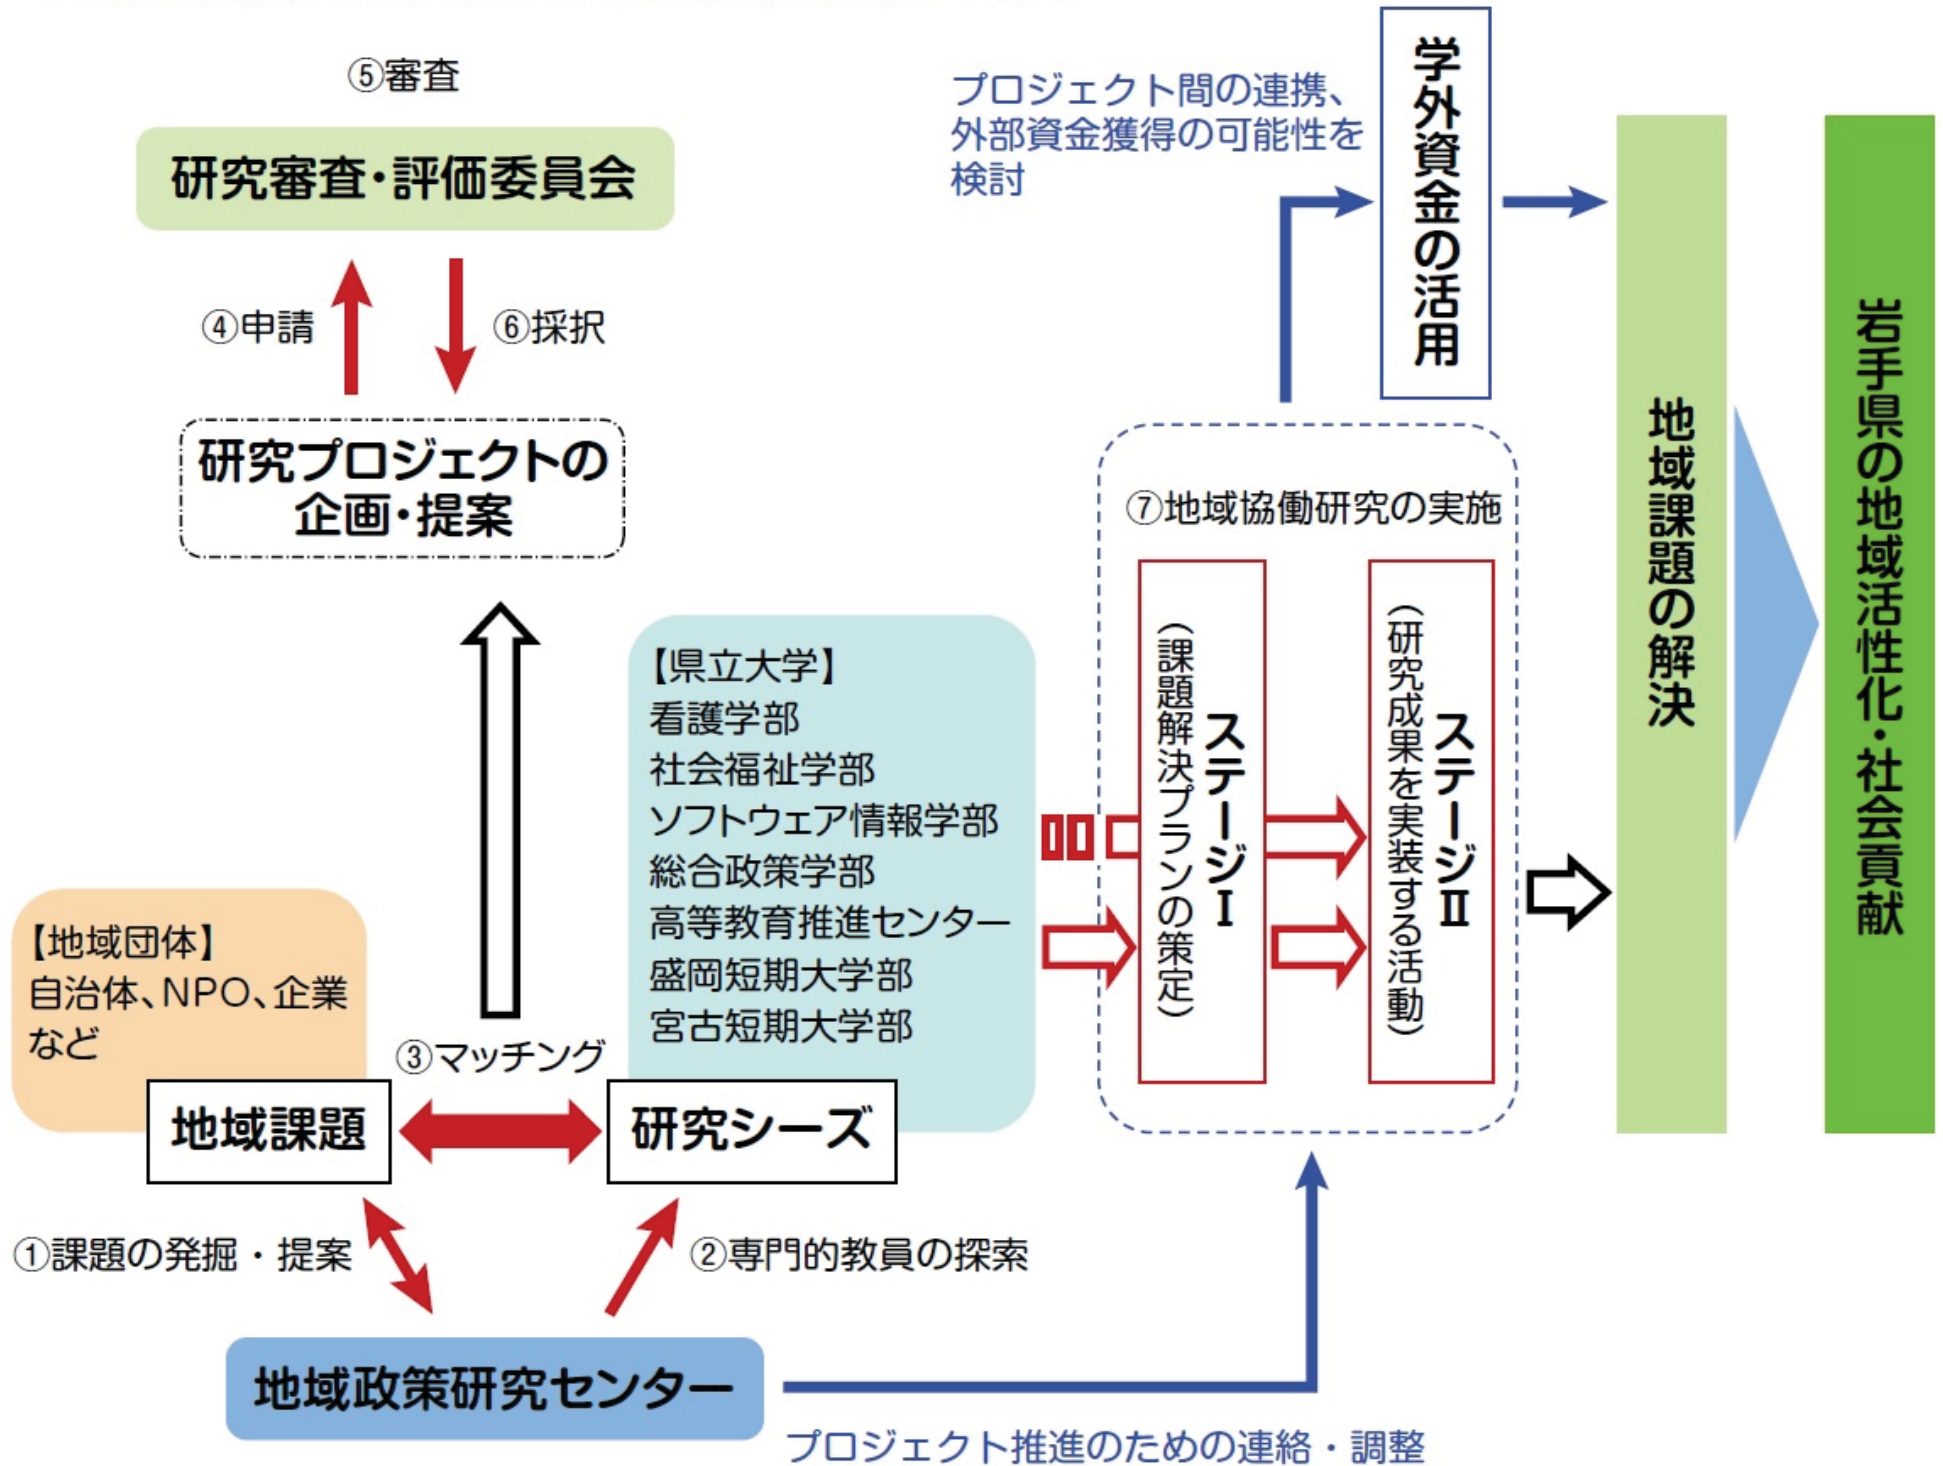 ⑤審査
研究審査・評価委員会
④申請
⑥採択
研究プロジェクトの
企画・提案
【県立大学】
看護学部
社会福祉学部
ソフトウェア情報学部
総合政策学部
高等教育推進センター
盛岡短期大学部
宮古短期大学部
【地域団体】
自治体、NPO、企業
など
③マッチング
地域課題
研究シーズ
①課題の発掘・提案
②専門的教員の探索
地域政策研究センター
プロジェクト推進のための連絡・調整
プロジェクト間の連携、
外部資金獲得の可能性を
検討
学外資金の活用
⑦地域協働研究の実施
ステージⅠ
（課題解決プランの策定）
ステージⅡ
（研究成果を実装する活動）
地域課題の解決
岩手県の地域活性化・社会貢献